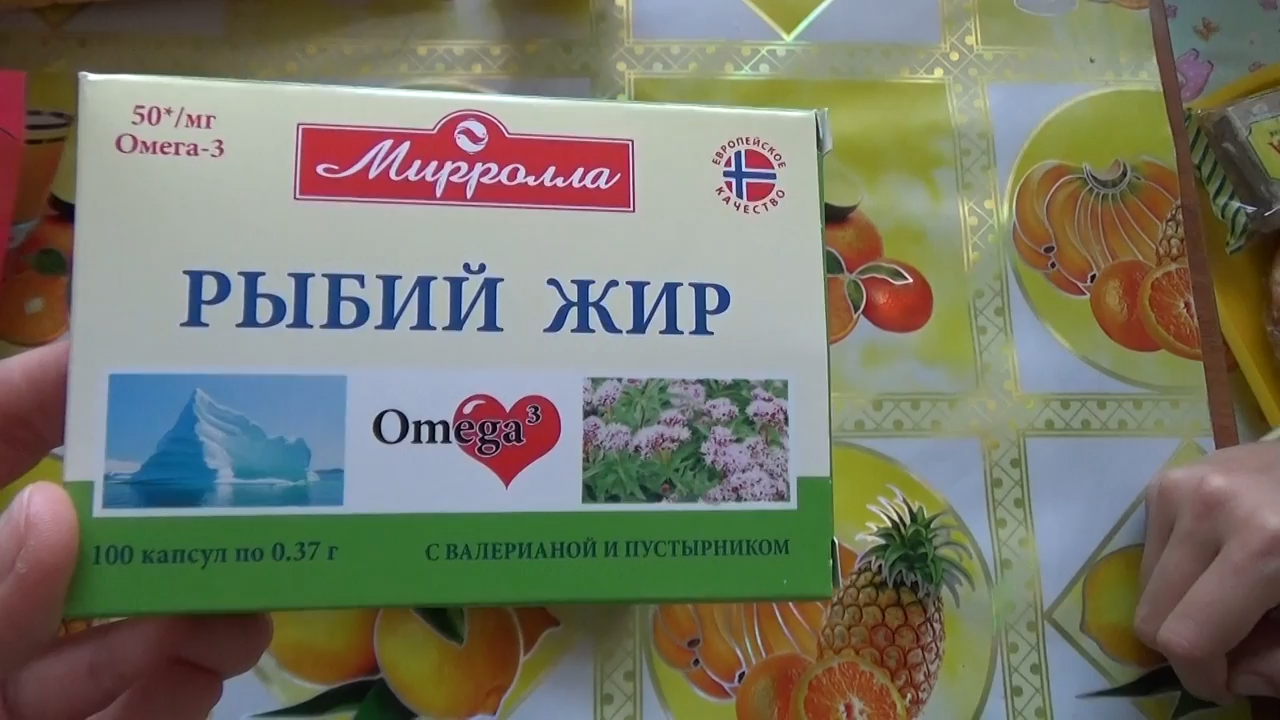 50*/мг
Омега-3
Мирролла
ЕВРОПЕЙСКОЕ
КАЧЕСТВО
РЫБИЙ ЖИР
Omega³
100 капсул по 0.37 г
С ВАЛЕРИАНОЙ И ПУСТЫРНИКОМ